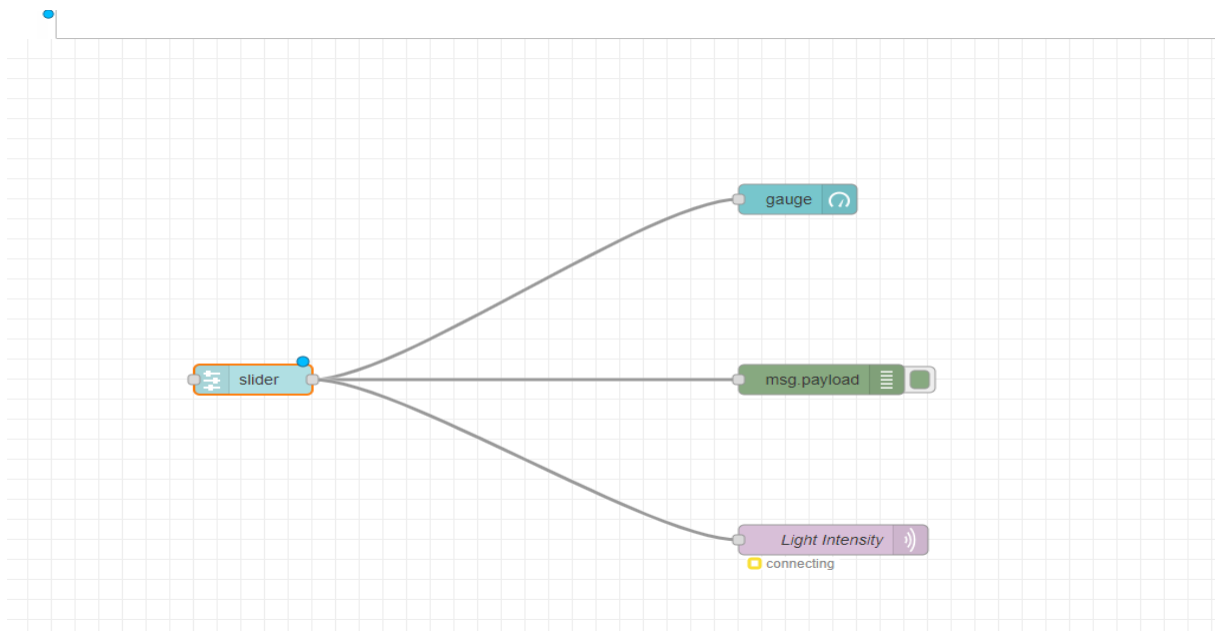 gauge
slider
msg.payload
Light Intensity
connecting